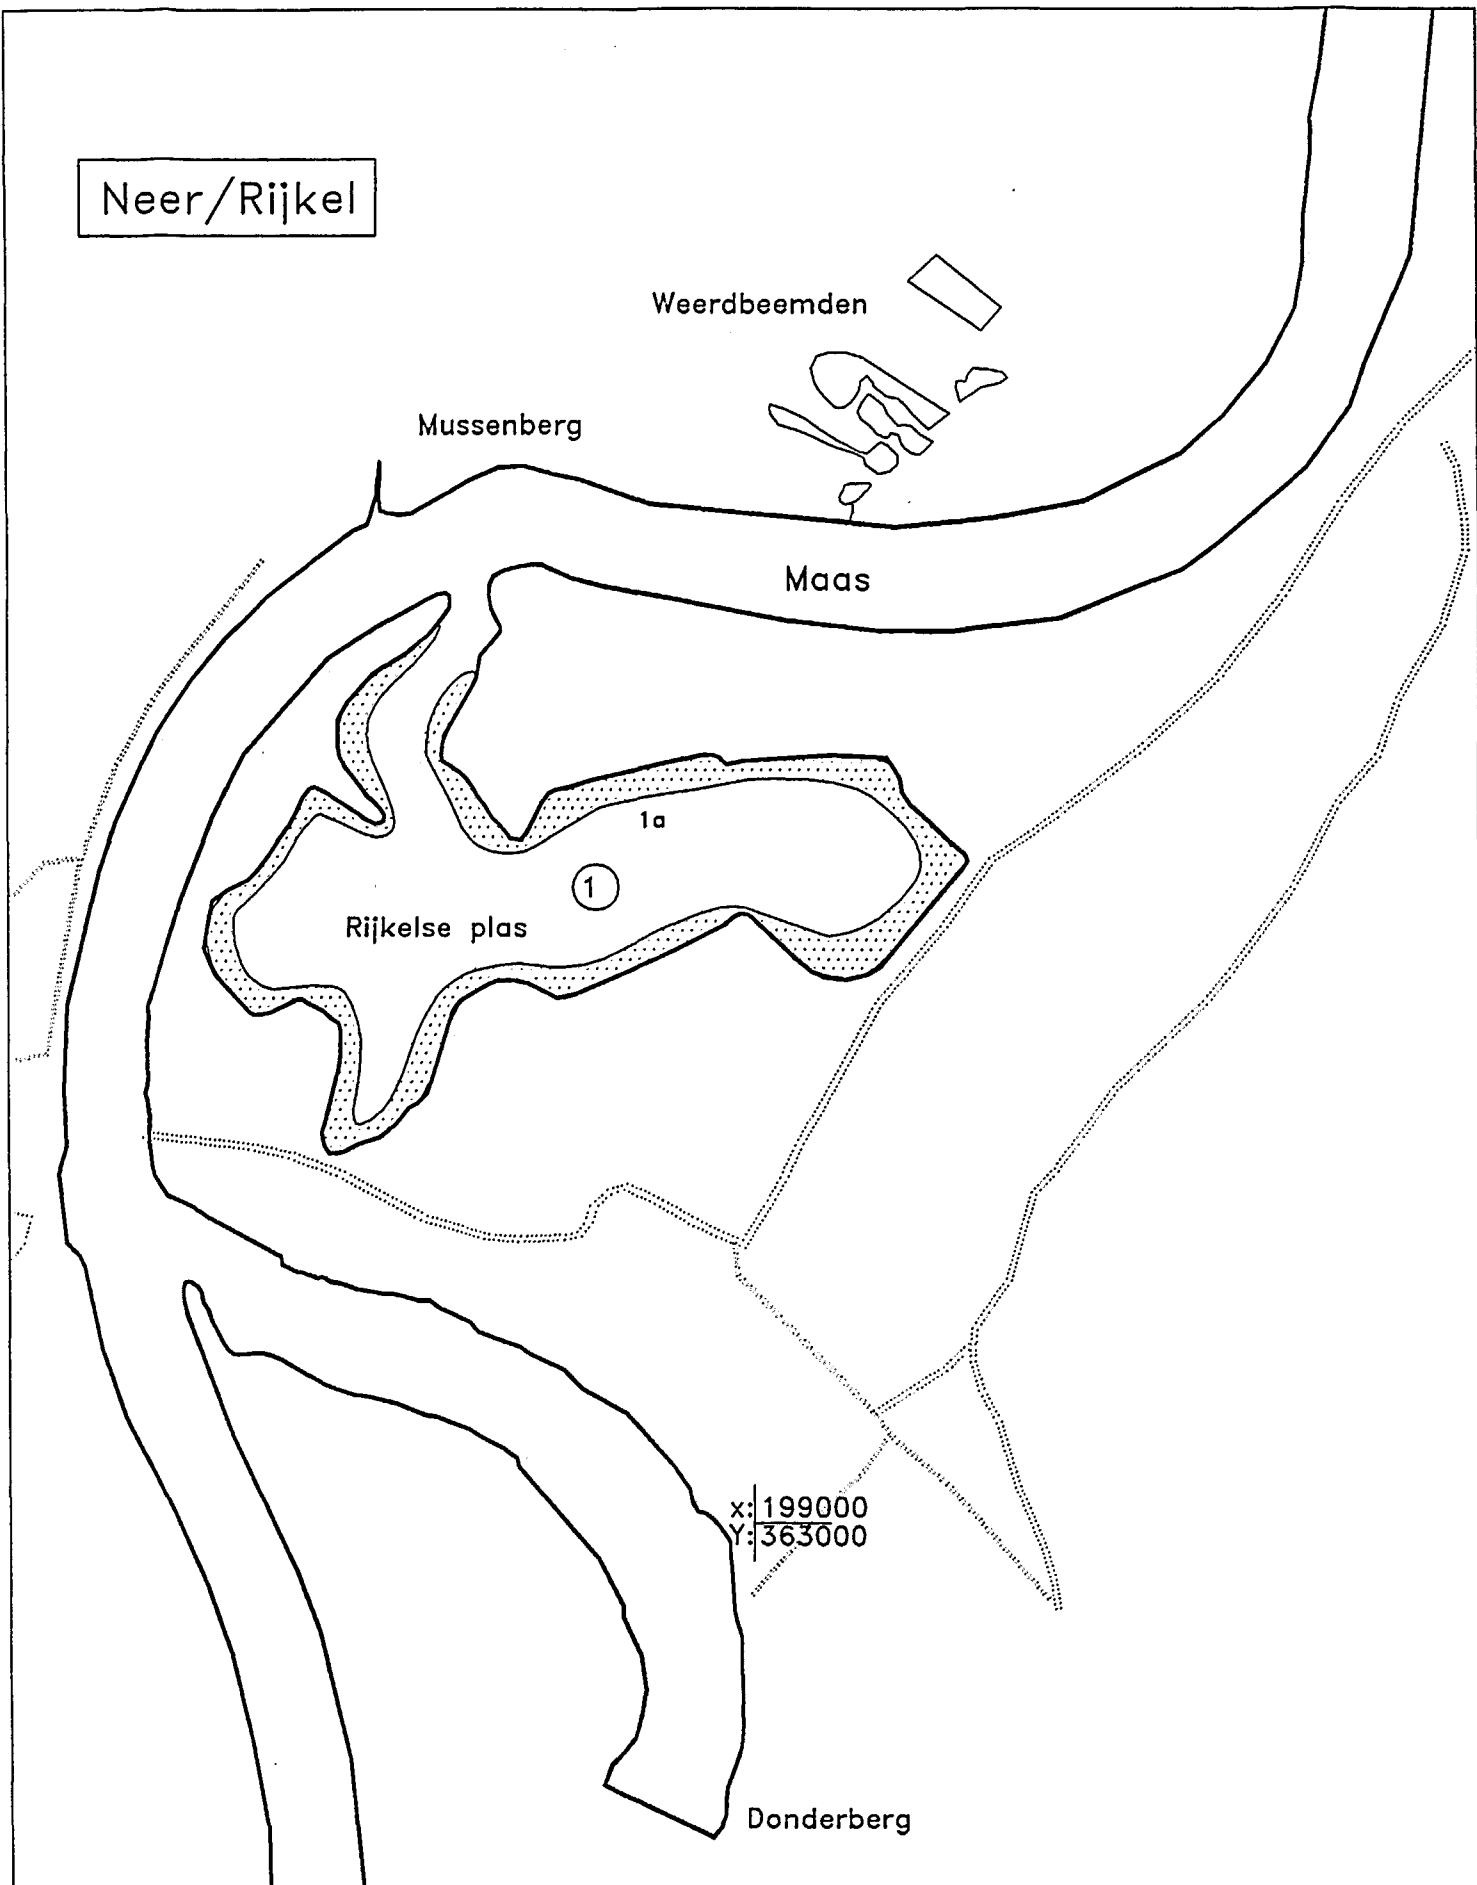 Neer/Rijkel
Weerdbeemden
Mussenberg
Maas
1a
1
Rijkelse plas
x: 199000
Y: 363000
Donderberg